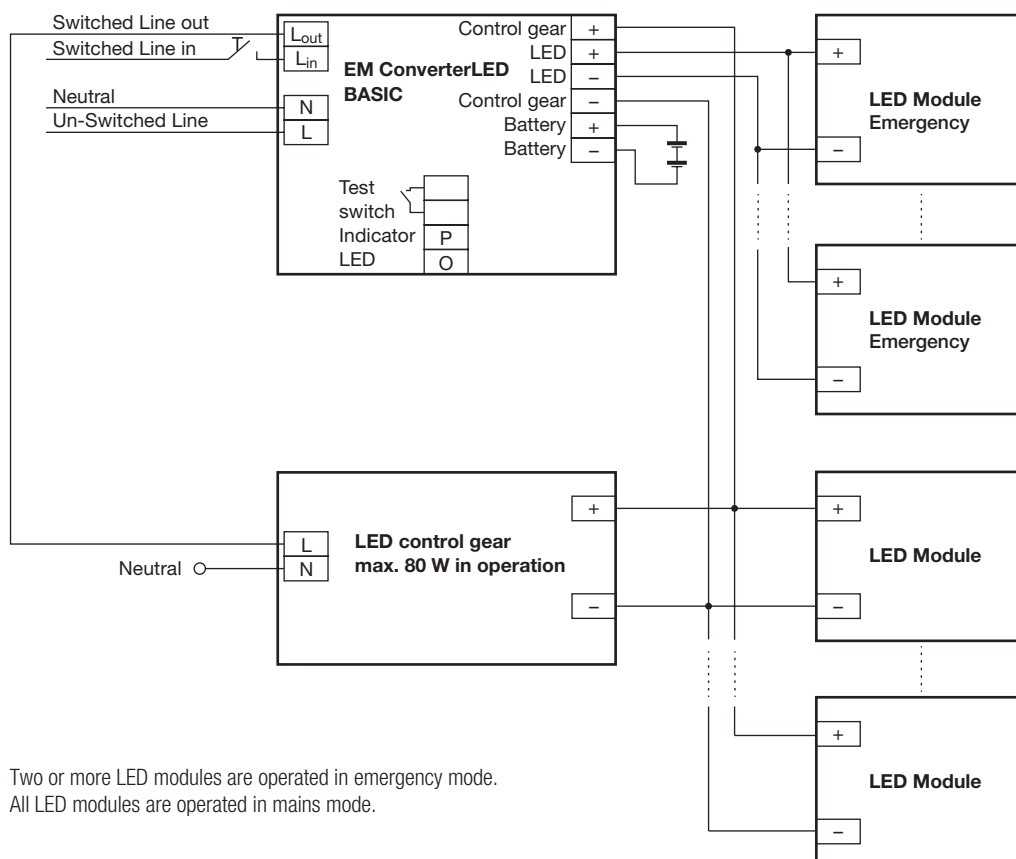 Switched Line out
Switched Line in
Neutral
Un-Switched Line
Lout
Lin
N
L
EM ConverterLED
BASIC
Test
switch
Indicator
LED
P
O
Control gear +
LED +
LED –
Control gear –
Battery +
Battery –
+
–
LED Module
Emergency
+
–
LED Module
Emergency
L
N
Neutral
LED control gear
max. 80 W in operation
+
–
+
–
LED Module
+
–
LED Module
Two or more LED modules are operated in emergency mode.
All LED modules are operated in mains mode.